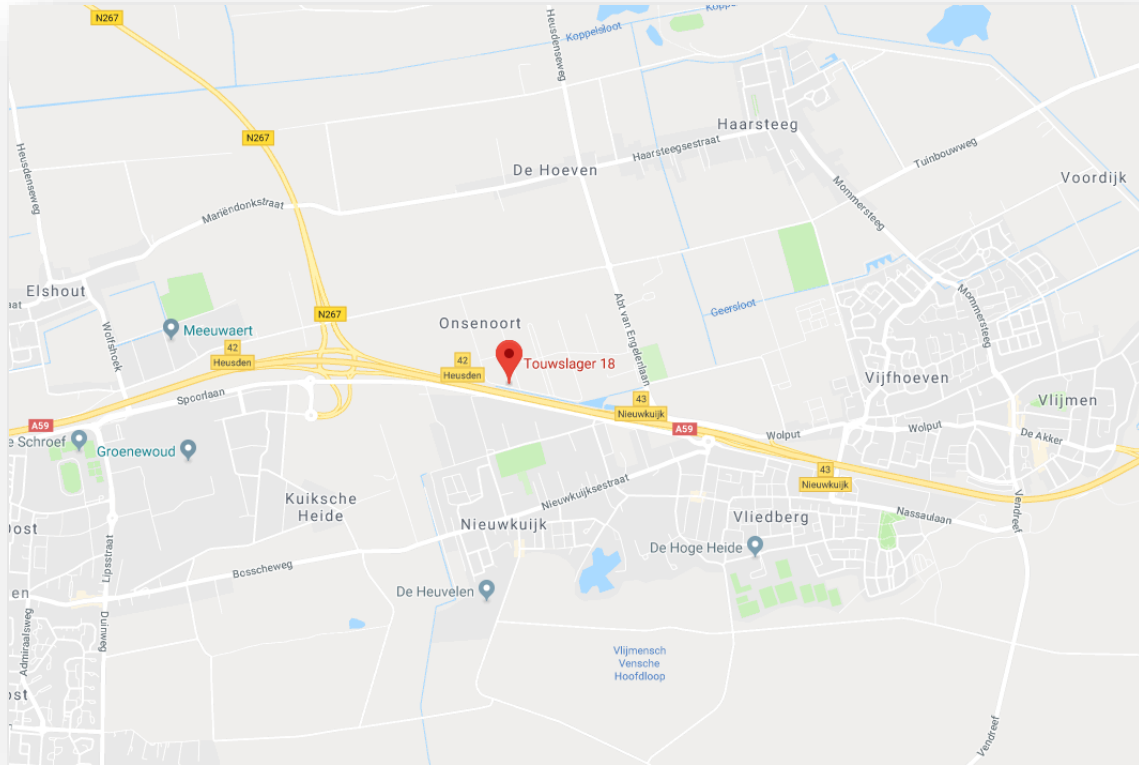 N267
Koppelsloot
Heusdenseweg
N267
Haarsteeg
Haarsteegsestraat
De Hoeven
Tuinbouwweg
Voordijk
Heusdenseweg
Mommersteeg
Mariëndonkstraat
Elshout
Abt van Engelenlaan
Geersloot
Mommersteeg
N267
Onsenoort
Meeuwaert
Wolfshoek
42
Heusden
42
Heusden
Touwslager 18
Vijfhoeven
Spoorlaan
43
Nieuwkuijk
Vlijmen
A59
A59
Wolput
Wolput
De Akker
Schroef
Groenewoud
43
Nieuwkuijk
Kuiksche
Heide
Nieuwkuijksestraat
Nieuwkuijk
Vliedberg
Nassaulaan
Vendreef
Lipsstraat
De Hoge Heide
Bosscheweg
De Heuvelen
Admiraalsweg
Duinweg
Vlijmensch
Vensche
Hoofdloop
Vendreef